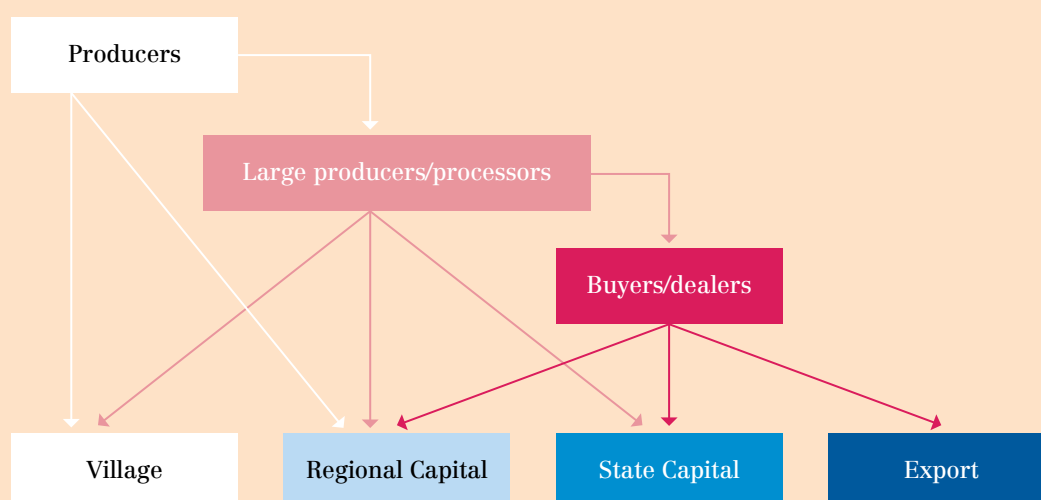 Producers
Large producers/processors
Buyers/dealers
Village
Regional Capital
State Capital
Export